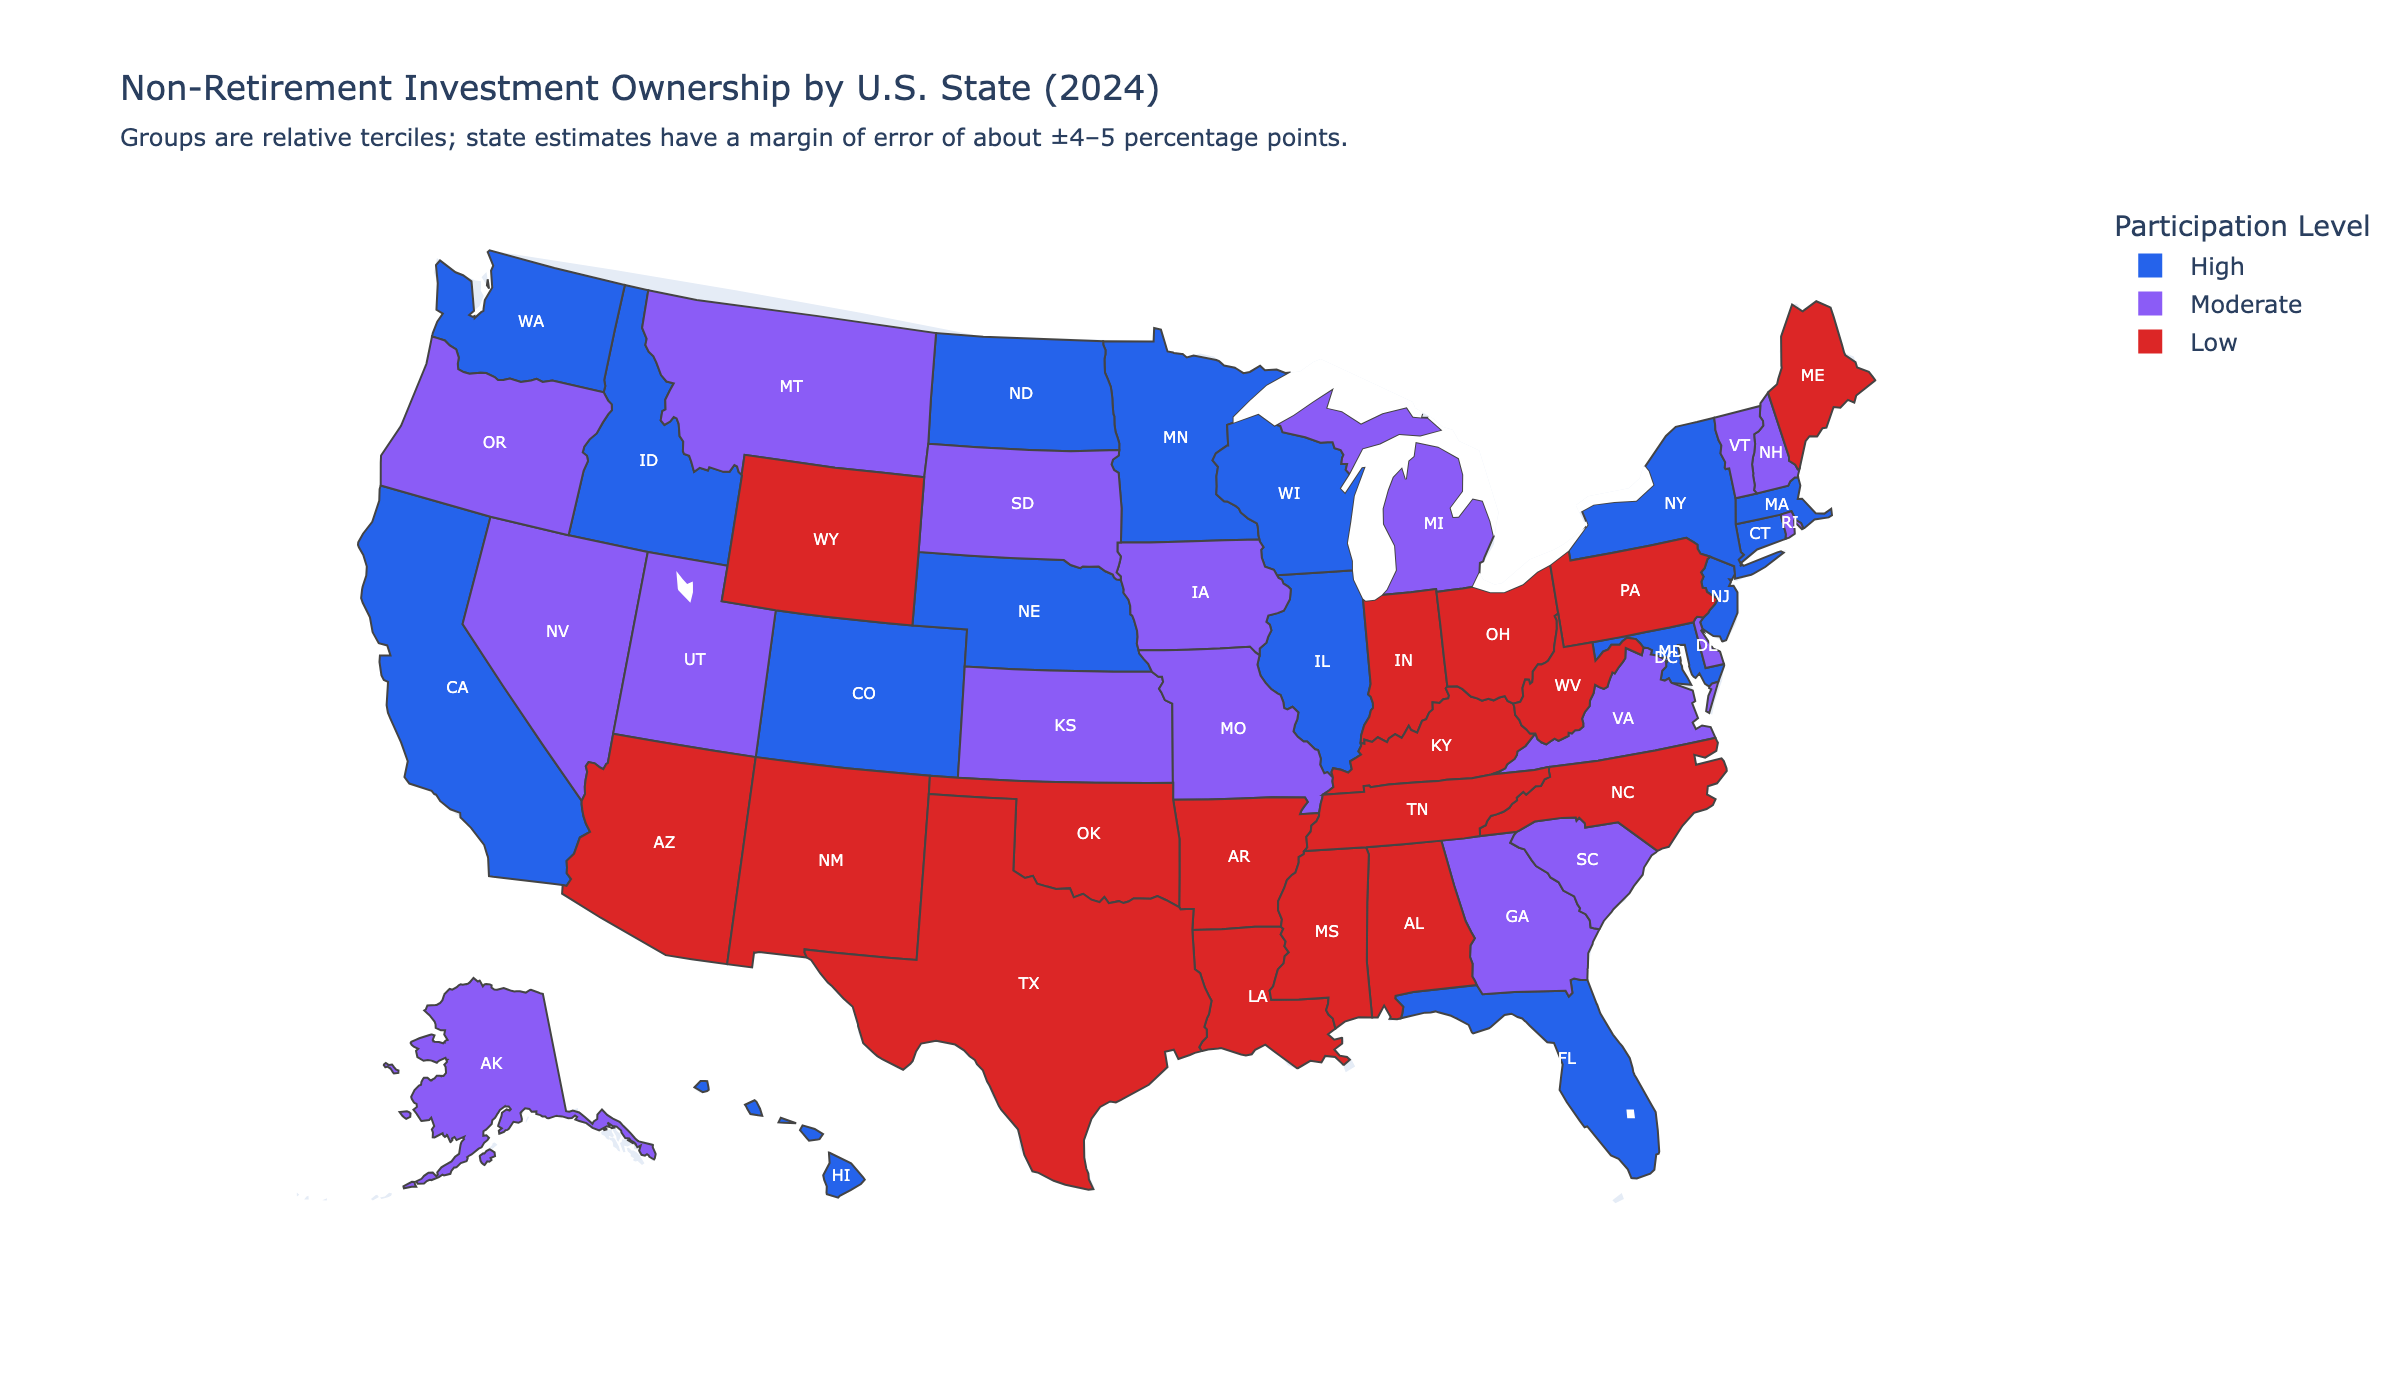 Non-Retirement Investment Ownership by U.S. State (2024)
Groups are relative terciles; state estimates have a margin of error of about ±4–5 percentage points.
Participation Level
High
Moderate
Low
WA
MT
ND
MN
ME
OR
ID
SD
WI
MI
VT
NH
NY
MA
RI
CT
WY
NE
IA
PA
NJ
NV
UT
CO
KS
MO
IL
IN
OH
WV
MD
DC
DE
VA
CA
KY
AZ
NM
OK
AR
TN
NC
SC
TX
LA
MS
AL
GA
FL
AK
HI